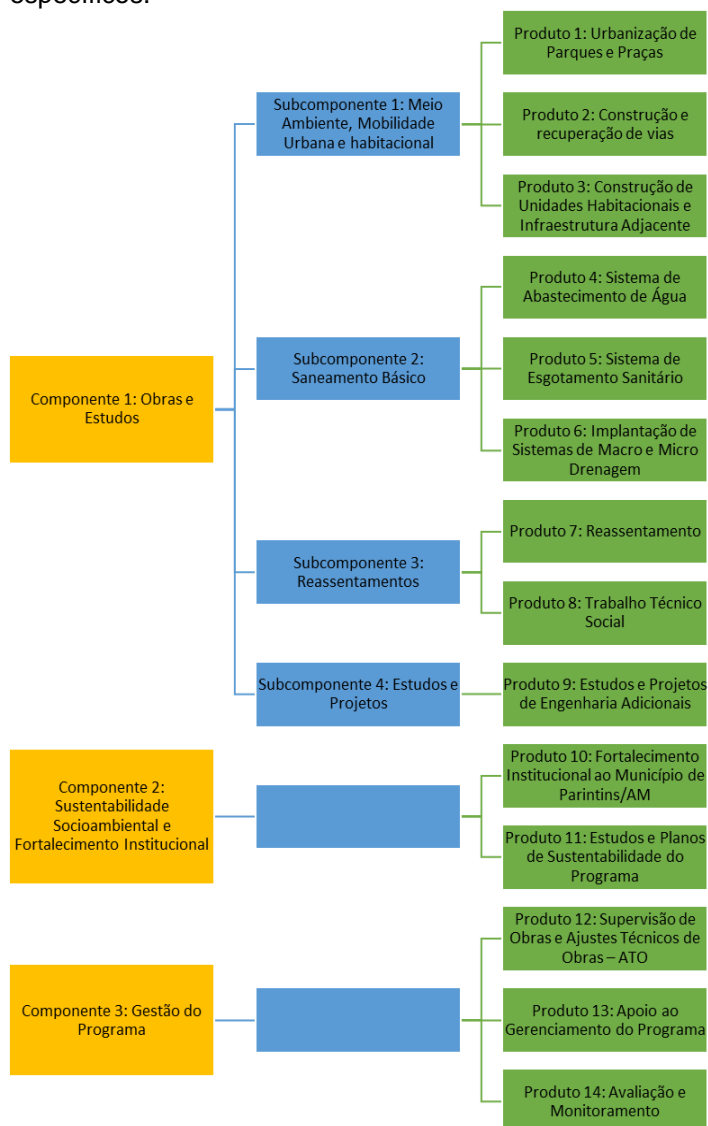 específicos.
Componente 1: Obras e
Estudos
Subcomponente 1: Meio
Ambiente, Mobilidade
Urbana e habitacional
Produto 1: Urbanização de
Parques e Praças
Produto 2: Construção e
recuperação de vias
Produto 3: Construção de
Unidades Habitacionais e
Infraestrutura Adjacente
Subcomponente 2:
Saneamento Básico
Produto 4: Sistema de
Abastecimento de Água
Produto 5: Sistema de
Esgotamento Sanitário
Produto 6: Implantação de
Sistemas de Macro e Micro
Drenagem
Subcomponente 3:
Reassentamentos
Produto 7: Reassentamento
Produto 8: Trabalho Técnico
Social
Subcomponente 4: Estudos e
Projetos
Produto 9: Estudos e Projetos
de Engenharia Adicionais
Componente 2:
Sustentabilidade
Socioambiental e
Fortalecimento Institucional
Produto 10: Fortalecimento
Institucional ao Município de
Parintins/AM
Produto 11: Estudos e Planos
de Sustentabilidade do
Programa
Componente 3: Gestão do
Programa
Produto 12: Supervisão de
Obras e Ajustes Técnicos de
Obras – ATO
Produto 13: Apoio ao
Gerenciamento do Programa
Produto 14: Avaliação e
Monitoramento